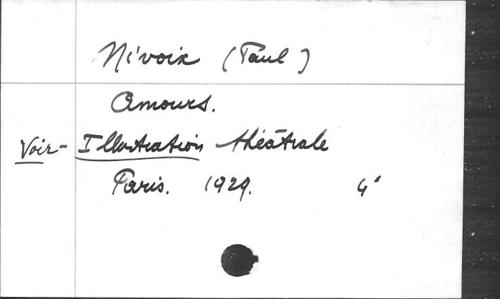 Nivoix (Paul)
Amours.
Voir - Illustration théâtrale
Paris. 1929. 4°